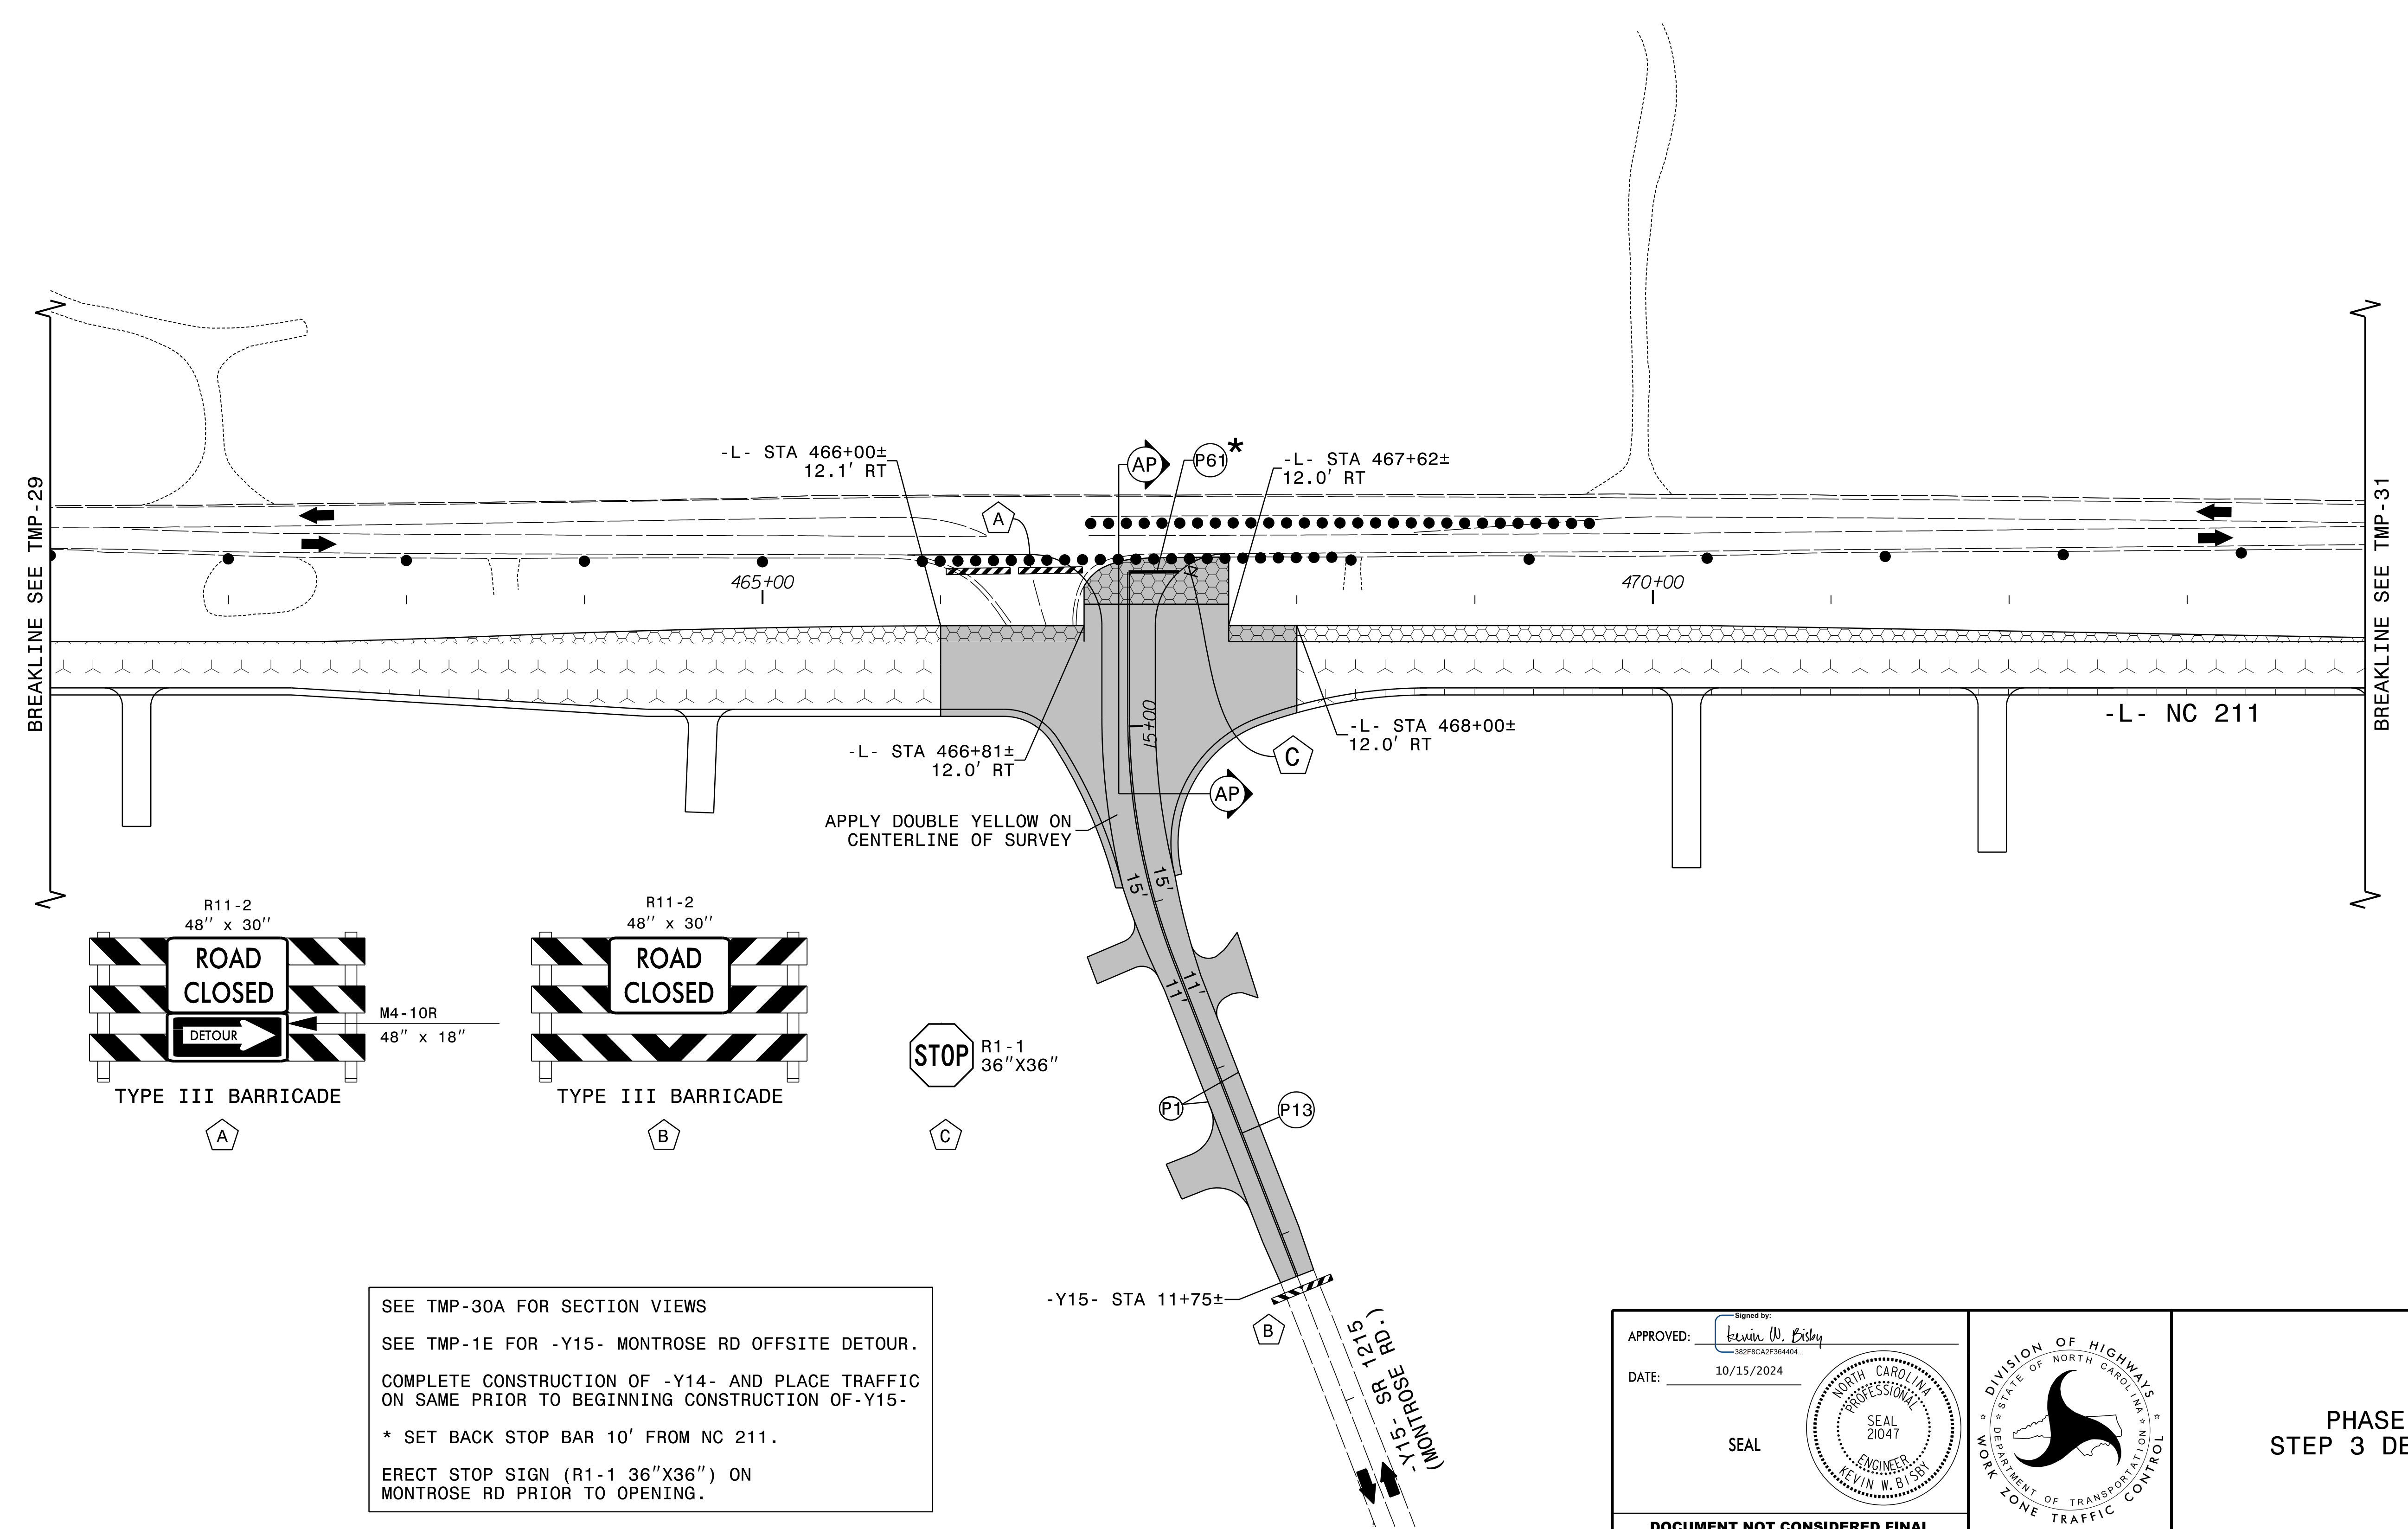 BREAKLINE SEE TMP-29
BREAKLINE SEE TMP-31
-L- STA 466+00±
12.1' RT
AP
P61
*
-L- STA 467+62±
12.0' RT
A
465+00
470+00
-L- NC 211
15+00
-L- STA 466+81±
12.0' RT
-L- STA 468+00±
12.0' RT
C
AP
APPLY DOUBLE YELLOW ON
CENTERLINE OF SURVEY
15'
15'
11'
11'
R11-2
48" x 30"
ROAD
CLOSED
DETOUR
M4-10R
48" x 18"
TYPE III BARRICADE
A
R11-2
48" x 30"
ROAD
CLOSED
TYPE III BARRICADE
B
STOP
R1-1
36"X36"
C
P1
P13
-Y15- STA 11+75±
B
-Y15- SR 1215
(MONTROSE RD.)
SEE TMP-30A FOR SECTION VIEWS
SEE TMP-1E FOR -Y15- MONTROSE RD OFFSITE DETOUR.
COMPLETE CONSTRUCTION OF -Y14- AND PLACE TRAFFIC
ON SAME PRIOR TO BEGINNING CONSTRUCTION OF-Y15-
* SET BACK STOP BAR 10' FROM NC 211.
ERECT STOP SIGN (R1-1 36"X36") ON
MONTROSE RD PRIOR TO OPENING.
Signed by:
APPROVED: Kevin W. Bisby
382F8CA2F364404...
DATE: 10/15/2024
SEAL
NORTH CAROLINA
PROFESSIONAL
SEAL
21047
ENGINEER
KEVIN W. BISBY
DOCUMENT NOT CONSIDERED FINAL
DIVISION OF HIGHWAYS
STATE OF NORTH CAROLINA
DEPARTMENT OF TRANSPORTATION
WORK ZONE TRAFFIC CONTROL
PHASE
STEP 3 DE